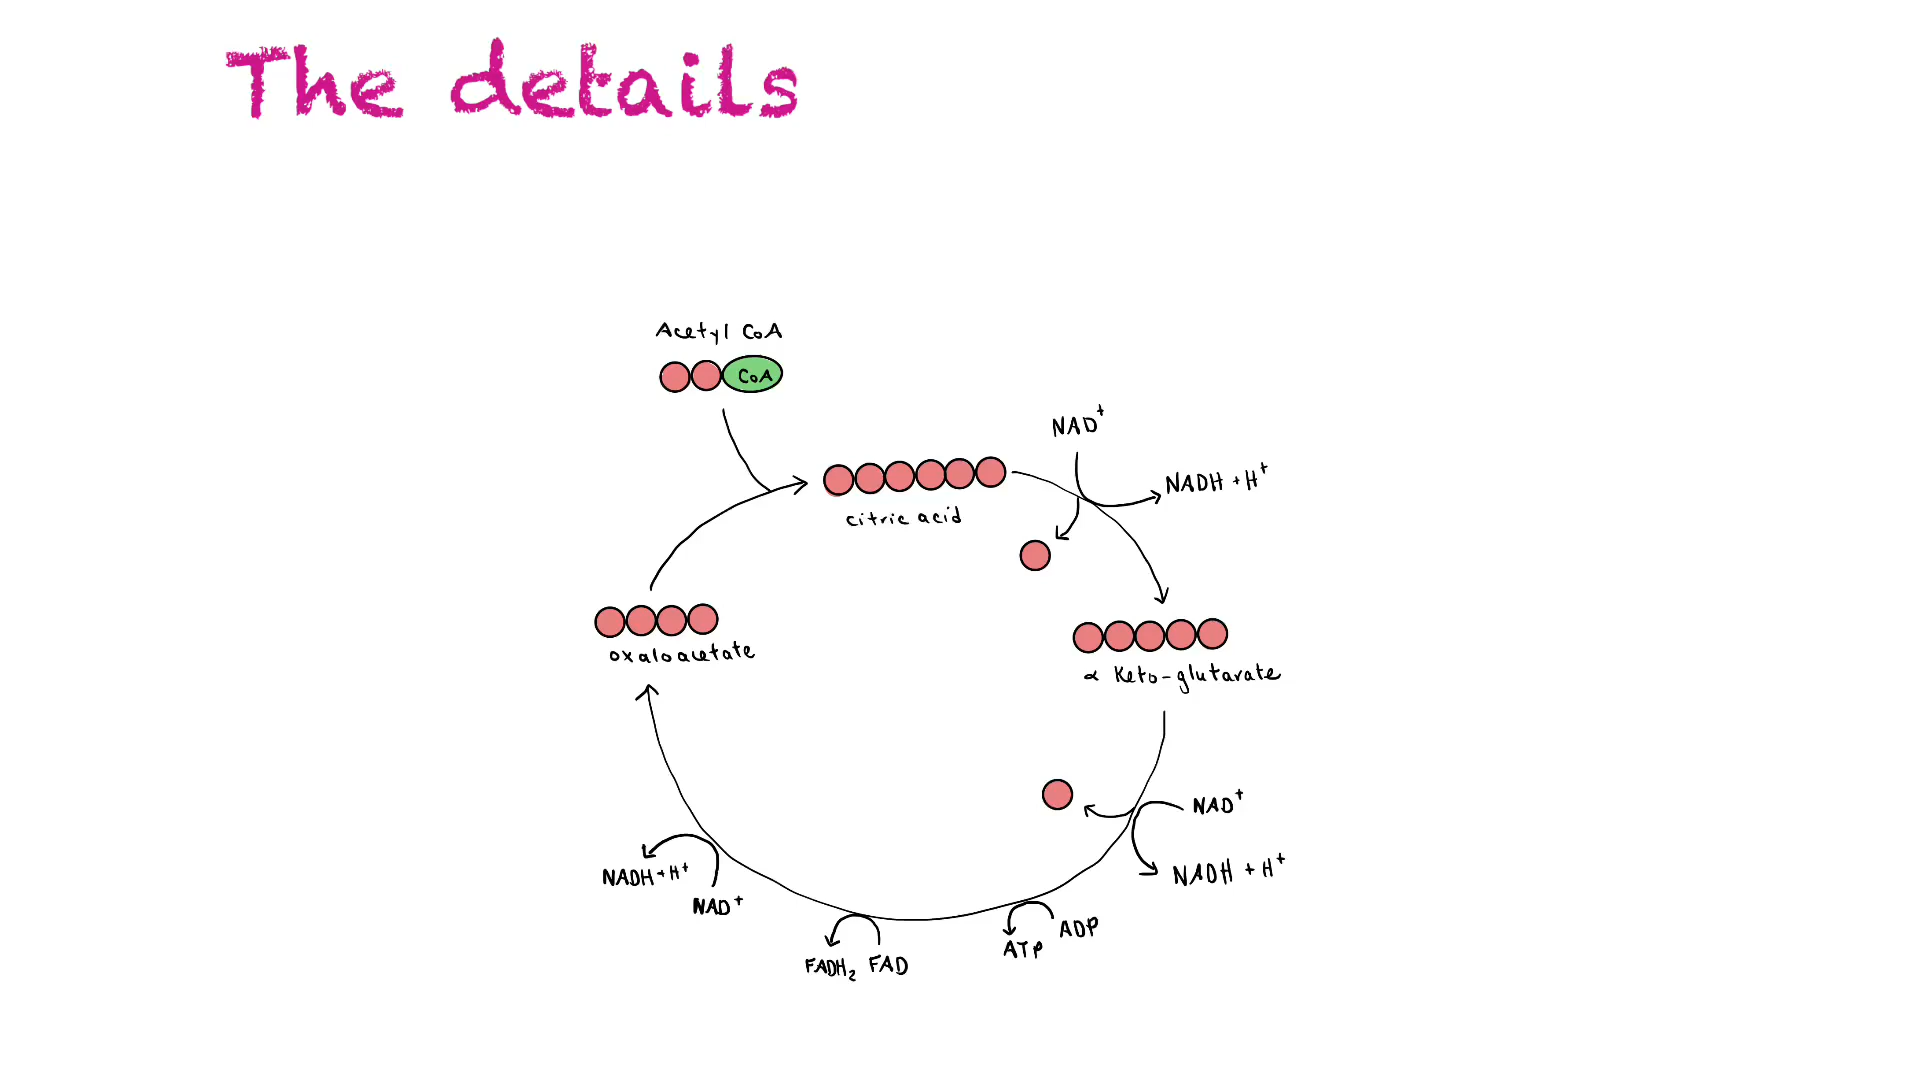 The details
Acetyl CoA
CoA
NAD⁺
NADH + H⁺
citric acid
oxaloacetate
α Keto-glutarate
NAD⁺
NADH + H⁺
NADH + H⁺
NAD⁺
ADP
ATP
FADH₂ FAD